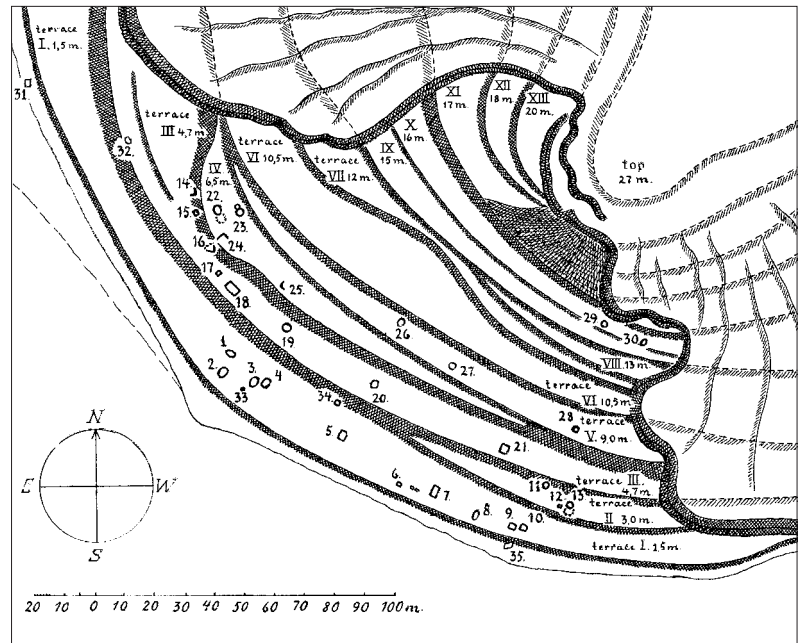 terrace
I. 1,5 m.
31.
32.
terrace
III 4,7 m.
14.
15.
16.
17.
18.
IV
6,5 m
22.
23.
24.
25.
terrace
VI 10,5 m.
terrace
VII 12 m.
IX
15 m.
X
16 m
XI
17 m.
XII
18 m.
XIII
20 m.
top
27 m.
19.
26.
27.
29.
30.
VIII. 13 m.
terrace
VI 10,5 m.
28
terrace
V. 9,0 m.
1
2.
3.
4
33
34.
20.
5.
21.
6.
7.
8.
9.
10.
11
12.
13.
35.
terrace III.
4,7 m
terrace
II 3,0 m.
terrace I. 1,5 m.
N
E
W
S
20 10 0 10 20 30 40 50 60 70 80 90 100 m.